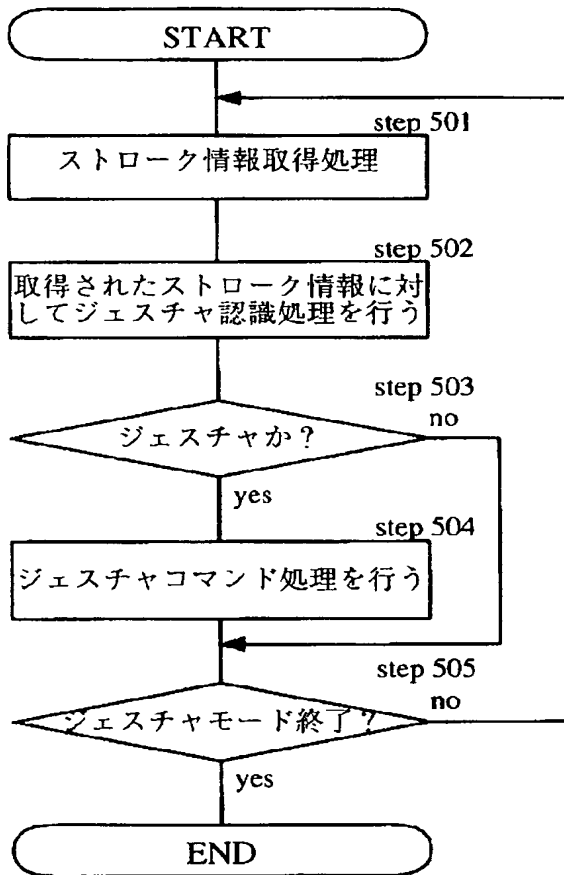 START
step 501
ストローク情報取得処理
step 502
取得されたストローク情報に対
してジェスチャ認識処理を行う
step 503
ジェスチャか？
no
yes
step 504
ジェスチャコマンド処理を行う
step 505
ジェスチャモード終了？
no
yes
END